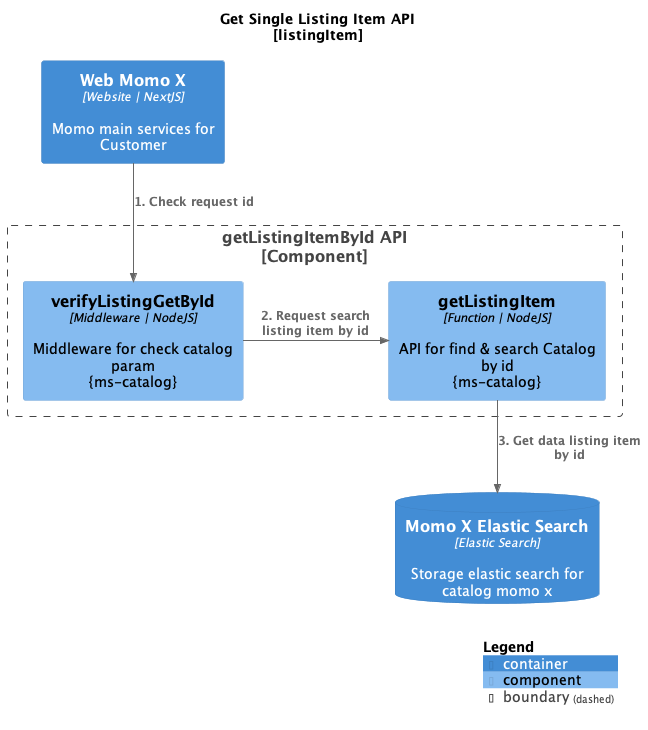 Get Single Listing Item API
[listingItem]
Web Momo X
[Website | NextJS]
Momo main services for
Customer
1. Check request id
getListingItemById API
[Component]
verifyListingGetById
[Middleware | NodeJS]
Middleware for check catalog
param
{ms-catalog}
2. Request search
listing item by id
getListingItem
[Function | NodeJS]
API for find & search Catalog
by id
{ms-catalog}
3. Get data listing item
by id
Momo X Elastic Search
[Elastic Search]
Storage elastic search for
catalog momo x
Legend
container
component
boundary (dashed)